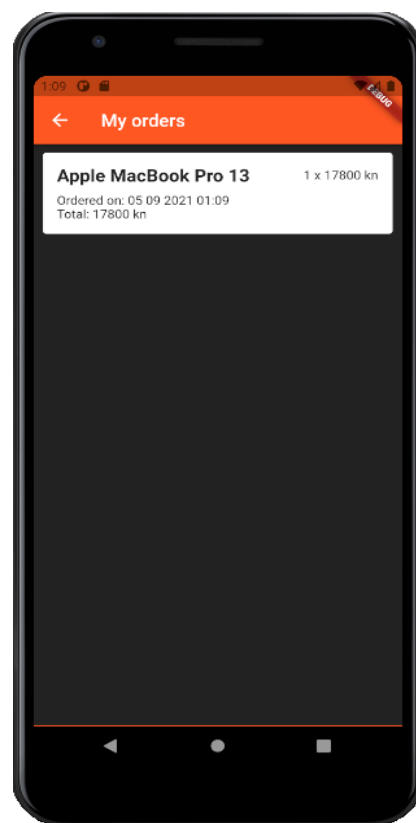 1:09
DEBUG
My orders
Apple MacBook Pro 13
1 x 17800 kn
Ordered on: 05 09 2021 01:09
Total: 17800 kn